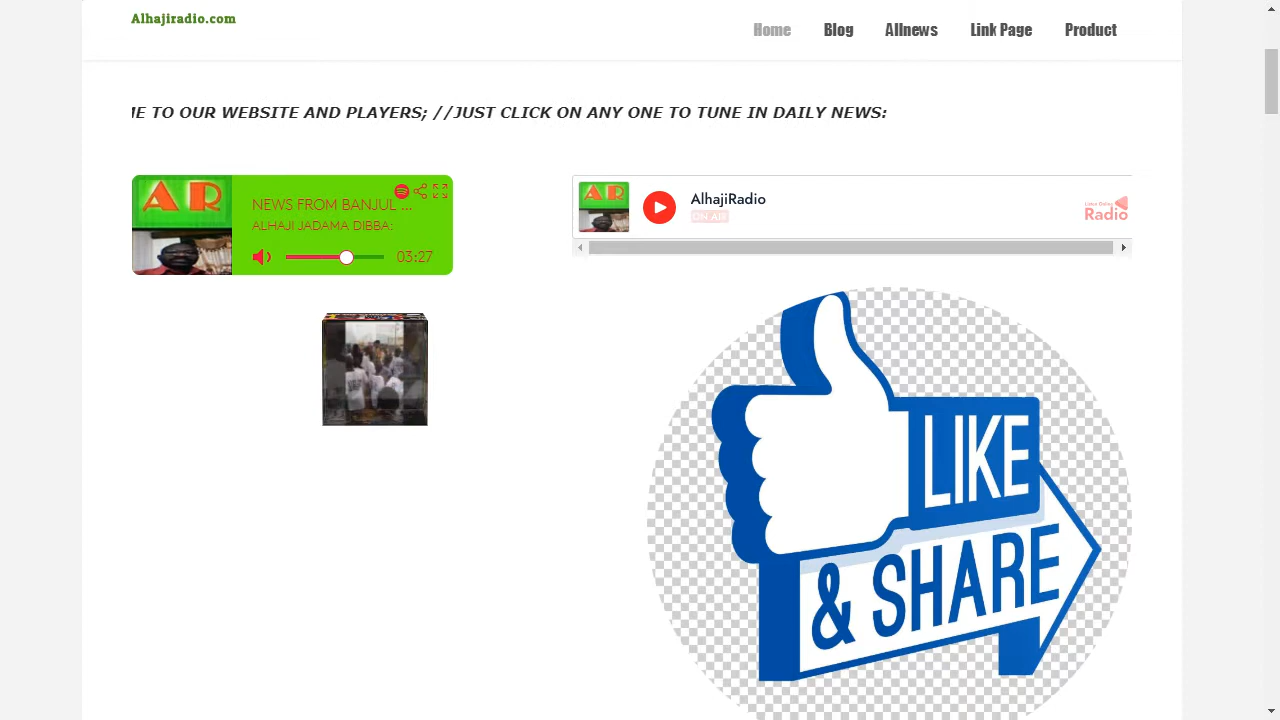 Alhajiradio.com
Home Blog Allnews Link Page Product
TO OUR WEBSITE AND PLAYERS; //JUST CLICK ON ANY ONE TO TUNE IN DAILY NEWS:
AR
NEWS FROM BANJUL ...
ALHAJI JADAMA DIBBA:
03:27
AR
AlhajiRadio
ON AIR
Listen Online
Radio
LIKE
& SHARE